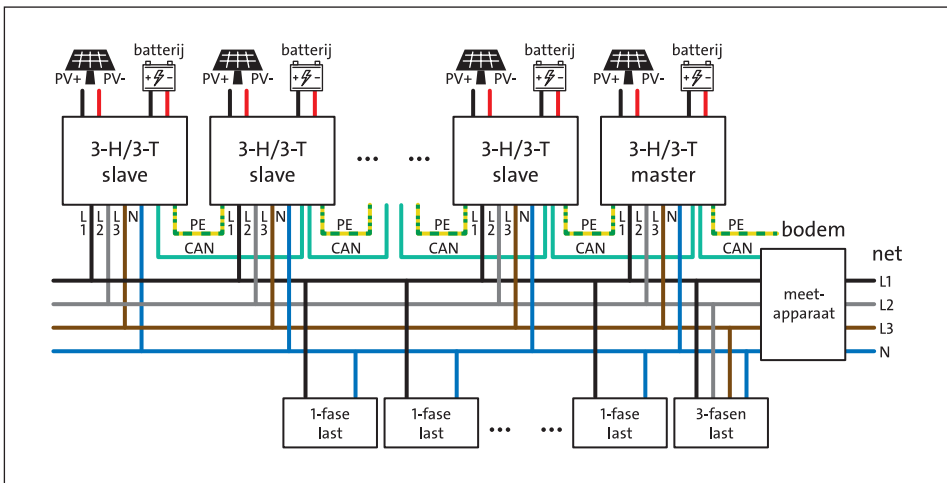 batterij
batterij
batterij
batterij
PV+ PV-
+ -
PV+ PV-
+ -
PV+ PV-
+ -
PV+ PV-
+ -
3-H/3-T
slave
3-H/3-T
slave
... ...
3-H/3-T
slave
3-H/3-T
master
L1 L2 L3 N
PE
CAN
L1 L2 L3 N
PE
CAN
PE
CAN
L1 L2 L3 N
PE
CAN
L1 L2 L3 N
PE
CAN
bodem
net
meet-
apparaat
L1
L2
L3
N
1-fase
last
1-fase
last
... ...
1-fase
last
3-fasen
last